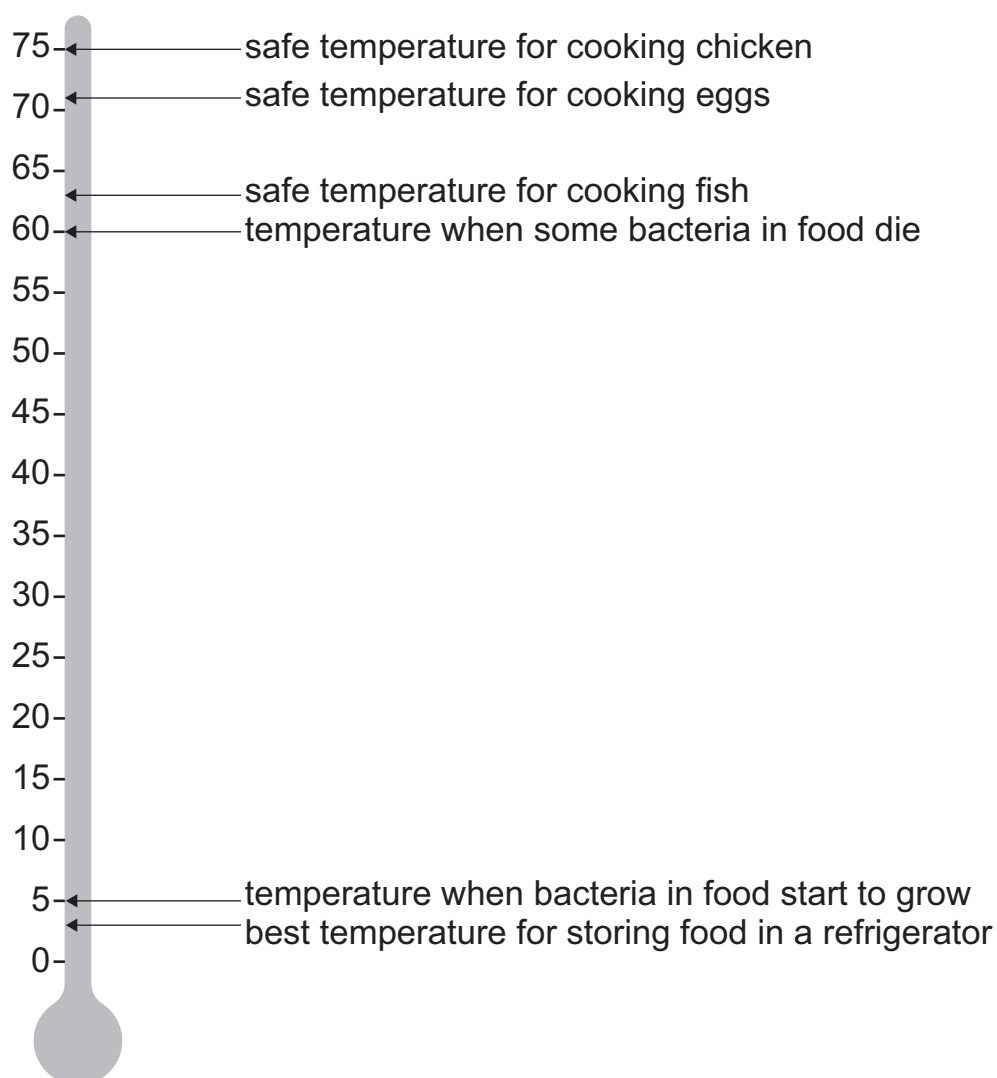 75 safe temperature for cooking chicken
70 safe temperature for cooking eggs
65
safe temperature for cooking fish
60 temperature when some bacteria in food die
55
50
45
40
35
30
25
20
15
10
5 temperature when bacteria in food start to grow
best temperature for storing food in a refrigerator
0